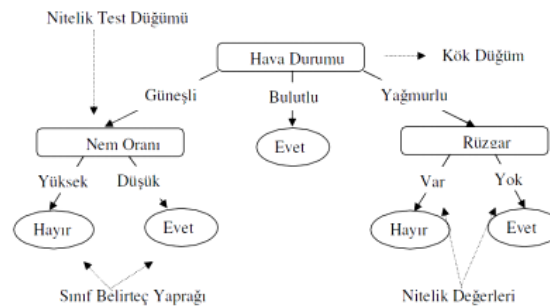 Nitelik Test Düğümü
Hava Durumu
Kök Düğüm
Güneşli
Bulutlu
Yağmurlu
Nem Oranı
Evet
Rüzgar
Yüksek
Düşük
Var
Yok
Hayır
Evet
Hayır
Evet
Sınıf Belirteç Yaprağı
Nitelik Değerleri